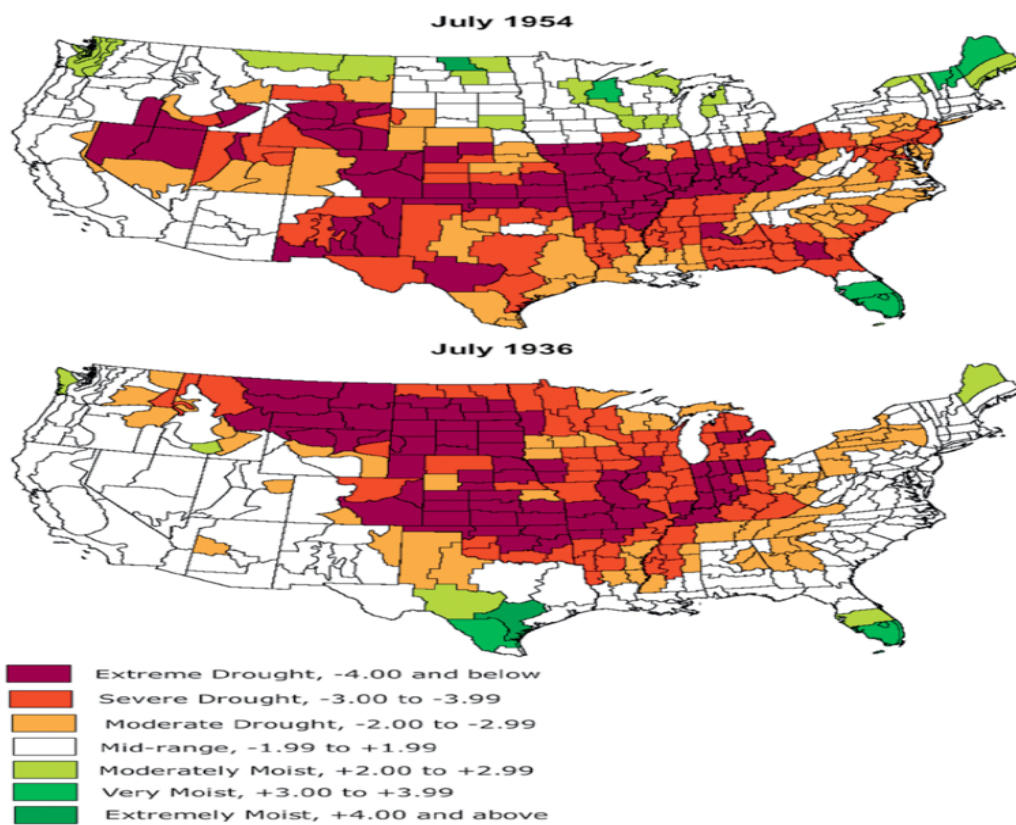 July 1954
July 1936
Extreme Drought, -4.00 and below
Severe Drought, -3.00 to -3.99
Moderate Drought, -2.00 to -2.99
Mid-range, -1.99 to +1.99
Moderately Moist, +2.00 to +2.99
Very Moist, +3.00 to +3.99
Extremely Moist, +4.00 and above